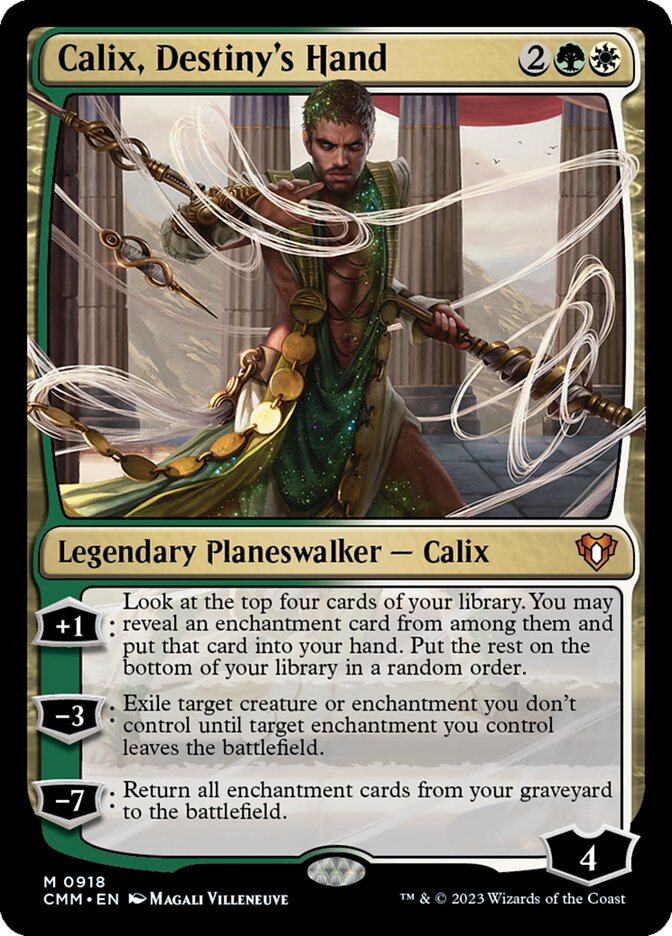 Calix, Destiny's Hand 2
Legendary Planeswalker — Calix
+1: Look at the top four cards of your library. You may
reveal an enchantment card from among them and
put that card into your hand. Put the rest on the
bottom of your library in a random order.
−3: Exile target creature or enchantment you don't
control until target enchantment you control
leaves the battlefield.
−7: Return all enchantment cards from your graveyard
to the battlefield.
4
M 0918
CMM • EN Magali Villeneuve
™ & © 2023 Wizards of the Coast